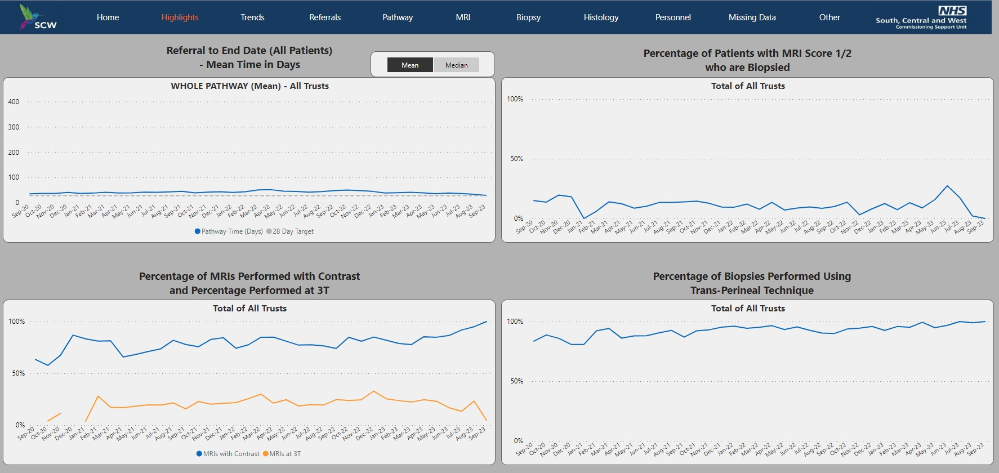 SCW
Home Highlights Trends Referrals Pathway MRI Biopsy Histology Personnel Missing Data Other
NHS
South, Central and West
Commissioning Support Unit
Referral to End Date (All Patients)
- Mean Time in Days
Mean Median
WHOLE PATHWAY (Mean) - All Trusts
400
300
200
100
0
Sep-20 Oct-20 Nov-20 Dec-20 Jan-21 Feb-21 Mar-21 Apr-21 May-21 Jun-21 Jul-21 Aug-21 Sep-21 Oct-21 Nov-21 Dec-21 Jan-22 Feb-22 Mar-22 Apr-22 May-22 Jun-22 Jul-22 Aug-22 Sep-22 Oct-22 Nov-22 Dec-22 Jan-23 Feb-23 Mar-23 Apr-23 May-23 Jun-23 Jul-23 Aug-23 Sep-23
Pathway Time (Days) 28 Day Target
Percentage of Patients with MRI Score 1/2
who are Biopsied
Total of All Trusts
100%
50%
0%
Sep-20 Oct-20 Nov-20 Dec-20 Jan-21 Feb-21 Mar-21 Apr-21 May-21 Jun-21 Jul-21 Aug-21 Sep-21 Oct-21 Nov-21 Dec-21 Jan-22 Feb-22 Mar-22 Apr-22 May-22 Jun-22 Jul-22 Aug-22 Sep-22 Oct-22 Nov-22 Dec-22 Jan-23 Feb-23 Mar-23 Apr-23 May-23 Jun-23 Jul-23 Aug-23 Sep-23
Percentage of MRIs Performed with Contrast
and Percentage Performed at 3T
Total of All Trusts
100%
50%
0%
Sep-20 Oct-20 Nov-20 Dec-20 Jan-21 Feb-21 Mar-21 Apr-21 May-21 Jun-21 Jul-21 Aug-21 Sep-21 Oct-21 Nov-21 Dec-21 Jan-22 Feb-22 Mar-22 Apr-22 May-22 Jun-22 Jul-22 Aug-22 Sep-22 Oct-22 Nov-22 Dec-22 Jan-23 Feb-23 Mar-23 Apr-23 May-23 Jun-23 Jul-23 Aug-23 Sep-23
MRIs with Contrast MRIs at 3T
Percentage of Biopsies Performed Using
Trans-Perineal Technique
Total of All Trusts
100%
50%
0%
Sep-20 Oct-20 Nov-20 Dec-20 Jan-21 Feb-21 Mar-21 Apr-21 May-21 Jun-21 Jul-21 Aug-21 Sep-21 Oct-21 Nov-21 Dec-21 Jan-22 Feb-22 Mar-22 Apr-22 May-22 Jun-22 Jul-22 Aug-22 Sep-22 Oct-22 Nov-22 Dec-22 Jan-23 Feb-23 Mar-23 Apr-23 May-23 Jun-23 Jul-23 Aug-23 Sep-23